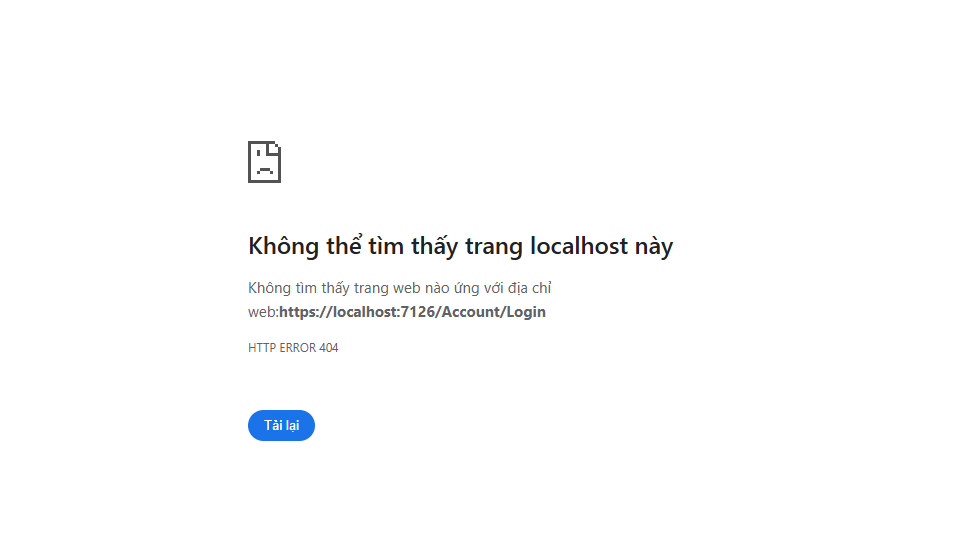 Không thể tìm thấy trang localhost này
Không tìm thấy trang web nào ứng với địa chỉ
web:https://localhost:7126/Account/Login
HTTP ERROR 404
Tải lại